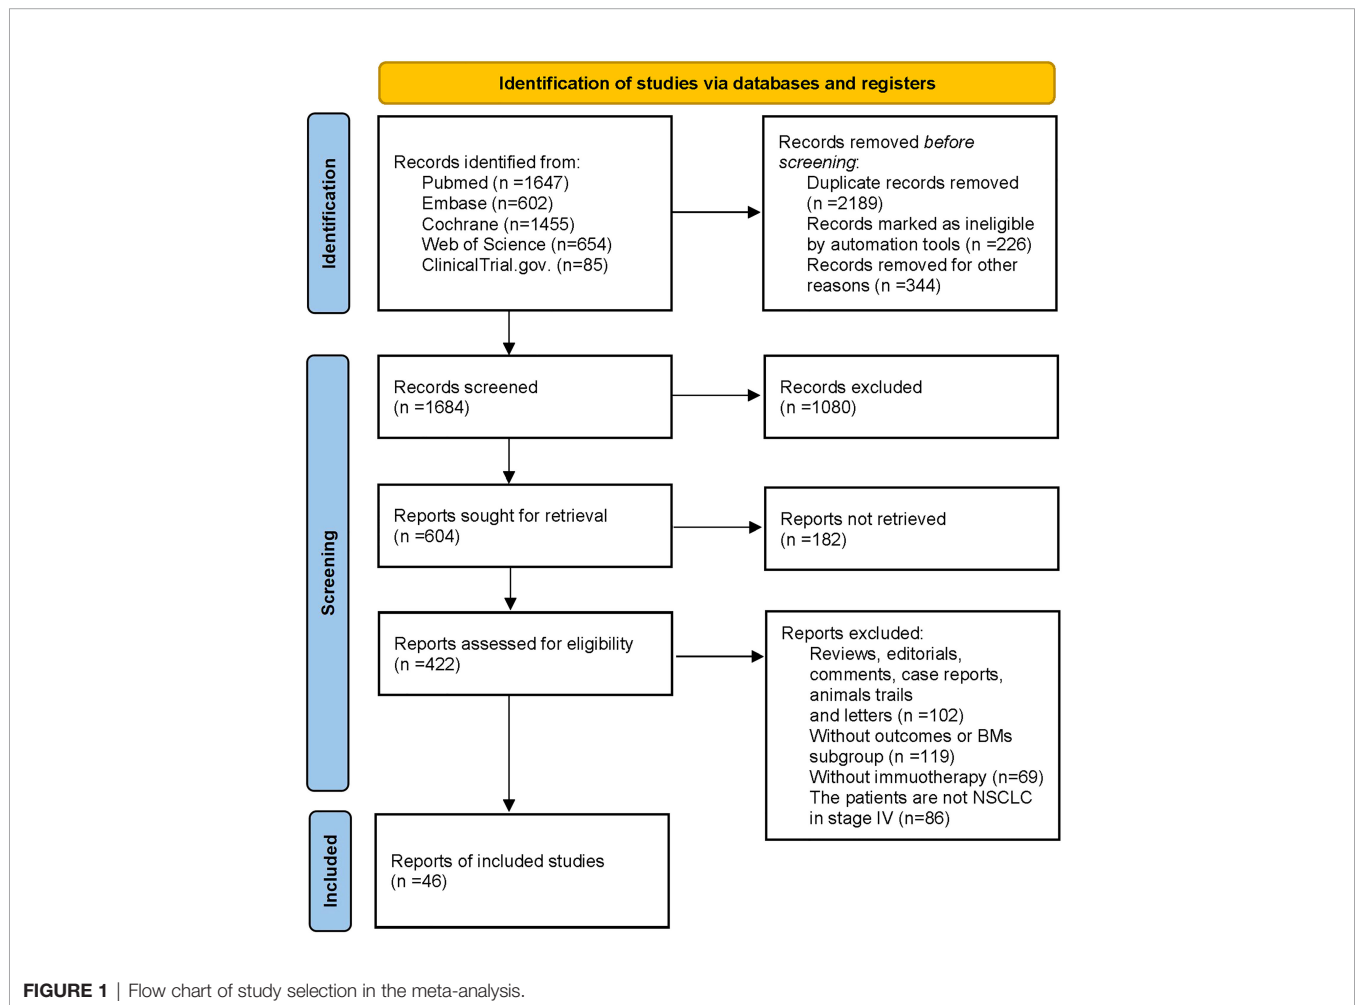 Identification of studies via databases and registers
Identification
Records identified from:
Pubmed (n =1647)
Embase (n=602)
Cochrane (n=1455)
Web of Science (n=654)
ClinicalTrial.gov. (n=85)
Records removed before
screening:
Duplicate records removed
(n =2189)
Records marked as ineligible
by automation tools (n =226)
Records removed for other
reasons (n =344)
Screening
Records screened
(n =1684)
Records excluded
(n =1080)
Reports sought for retrieval
(n =604)
Reports not retrieved
(n =182)
Reports assessed for eligibility
(n =422)
Reports excluded:
Reviews, editorials,
comments, case reports,
animals trails
and letters (n =102)
Without outcomes or BMs
subgroup (n =119)
Without immuotherapy (n=69)
The patients are not NSCLC
in stage IV (n=86)
Included
Reports of included studies
(n =46)
FIGURE 1 | Flow chart of study selection in the meta-analysis.